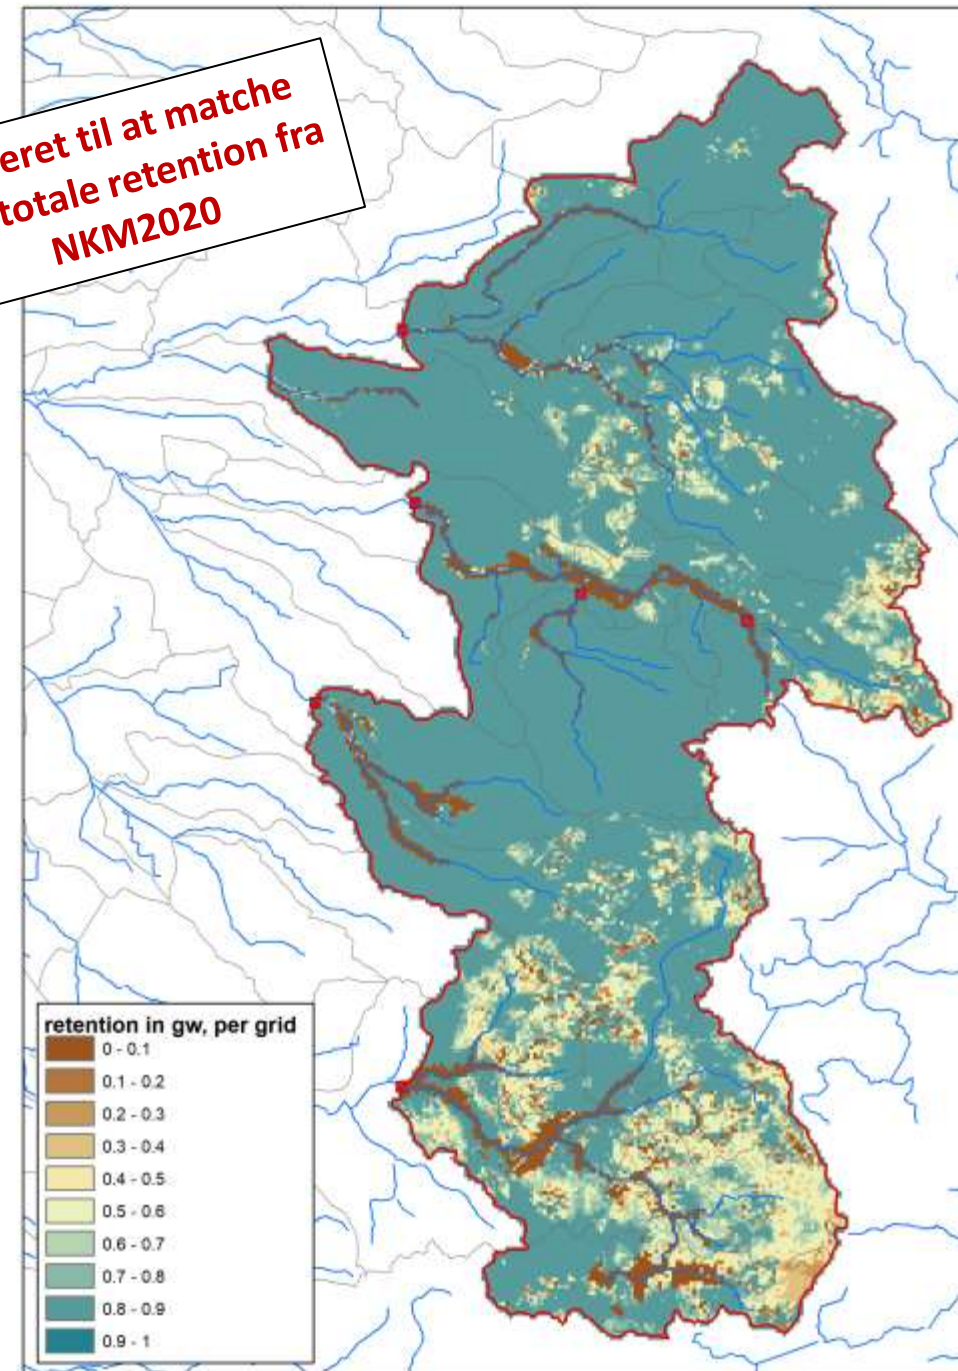 eret til at matche
totale retention fra
NKM2020
retention in gw, per grid
0 - 0.1
0.1 - 0.2
0.2 - 0.3
0.3 - 0.4
0.4 - 0.5
0.5 - 0.6
0.6 - 0.7
0.7 - 0.8
0.8 - 0.9
0.9 - 1